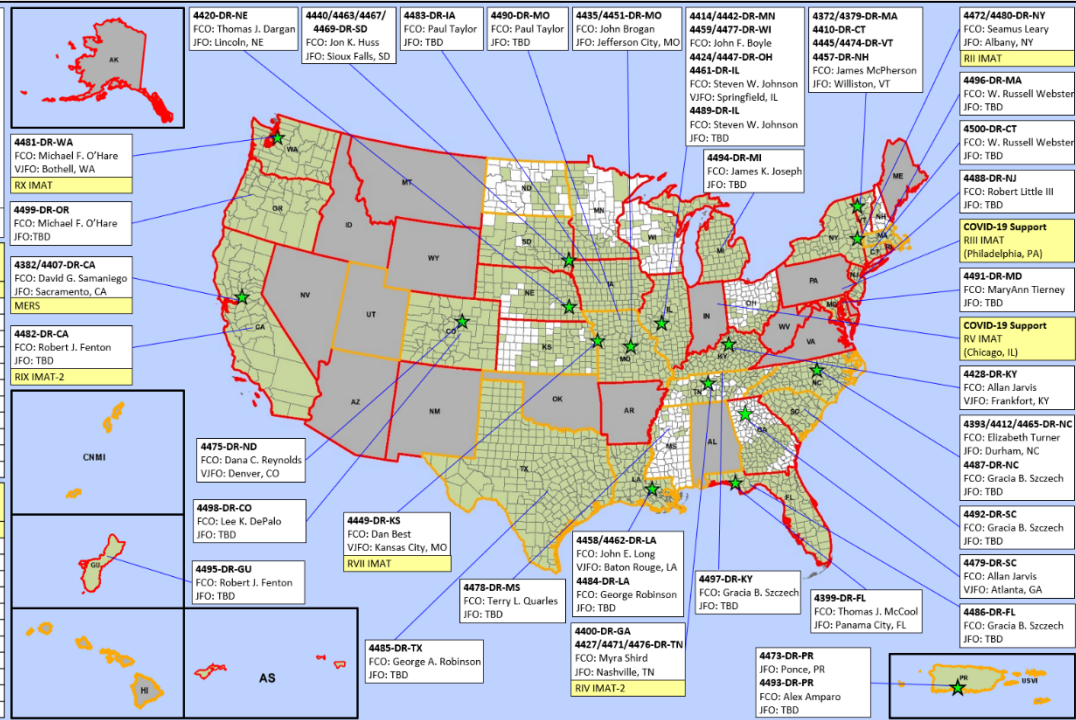 4420-DR-NE
FCO: Thomas J. Dargan
JFO: Lincoln, NE
4440/4463/4467/
4469-DR-SD
FCO: Jon K. Huss
JFO: Sioux Falls, SD
4483-DR-IA
FCO: Paul Taylor
JFO: TBD
4490-DR-MO
FCO: Paul Taylor
JFO: TBD
4435/4451-DR-MO
FCO: John Brogan
JFO: Jefferson City, MO
4414/4442-DR-MN
4459/4477-DR-WI
FCO: John F. Boyle
4424/4447-DR-OH
4461-DR-IL
FCO: Steven W. Johnson
VJFO: Springfield, IL
4489-DR-IL
FCO: Steven W. Johnson
JFO: TBD
4372/4379-DR-MA
4410-DR-CT
4445/4474-DR-VT
4457-DR-NH
FCO: James McPherson
JFO: Williston, VT
4472/4480-DR-NY
FCO: Seamus Leary
JFO: Albany, NY
RII IMAT
4496-DR-MA
FCO: W. Russell Webster
JFO: TBD
4500-DR-CT
FCO: W. Russell Webster
JFO: TBD
4488-DR-NJ
FCO: Robert Little III
JFO: TBD
COVID-19 Support
RIII IMAT
(Philadelphia, PA)
4491-DR-MD
FCO: MaryAnn Tierney
JFO: TBD
COVID-19 Support
RV IMAT
(Chicago, IL)
4428-DR-KY
FCO: Allan Jarvis
VJFO: Frankfort, KY
4393/4412/4465-DR-NC
FCO: Elizabeth Turner
JFO: Durham, NC
4487-DR-NC
FCO: Gracia B. Szczech
JFO: TBD
4492-DR-SC
FCO: Gracia B. Szczech
JFO: TBD
4479-DR-SC
FCO: Allan Jarvis
VJFO: Atlanta, GA
4486-DR-FL
FCO: Gracia B. Szczech
JFO: TBD
4494-DR-MI
FCO: James K. Joseph
JFO: TBD
4481-DR-WA
FCO: Michael F. O'Hare
VJFO: Bothell, WA
RX IMAT
4499-DR-OR
FCO: Michael F. O'Hare
JFO:TBD
4382/4407-DR-CA
FCO: David G. Samaniego
JFO: Sacramento, CA
MERS
4482-DR-CA
FCO: Robert J. Fenton
JFO: TBD
RIX IMAT-2
4475-DR-ND
FCO: Dana C. Reynolds
VJFO: Denver, CO
4498-DR-CO
FCO: Lee K. DePalo
JFO: TBD
4495-DR-GU
FCO: Robert J. Fenton
JFO: TBD
4449-DR-KS
FCO: Dan Best
VJFO: Kansas City, MO
RVII IMAT
4478-DR-MS
FCO: Terry L. Quarles
JFO: TBD
4485-DR-TX
FCO: George A. Robinson
JFO: TBD
4458/4462-DR-LA
FCO: John E. Long
VJFO: Baton Rouge, LA
4484-DR-LA
FCO: George Robinson
JFO: TBD
4400-DR-GA
4427/4471/4476-DR-TN
FCO: Myra Shird
JFO: Nashville, TN
RIV IMAT-2
4497-DR-KY
FCO: Gracia B. Szczech
JFO: TBD
4399-DR-FL
FCO: Thomas J. McCool
JFO: Panama City, FL
4473-DR-PR
JFO: Ponce, PR
4493-DR-PR
FCO: Alex Amparo
JFO: TBD
AK
WA
OR
CA
NV
ID
MT
WY
UT
AZ
NM
CO
ND
SD
NE
KS
OK
TX
MN
IA
MO
AR
LA
WI
IL
MI
IN
OH
KY
TN
MS
AL
GA
FL
SC
NC
VA
WV
PA
NY
ME
NH
VT
MA
CT
RI
NJ
MD
CNMI
GU
HI
AS
PR
USVI